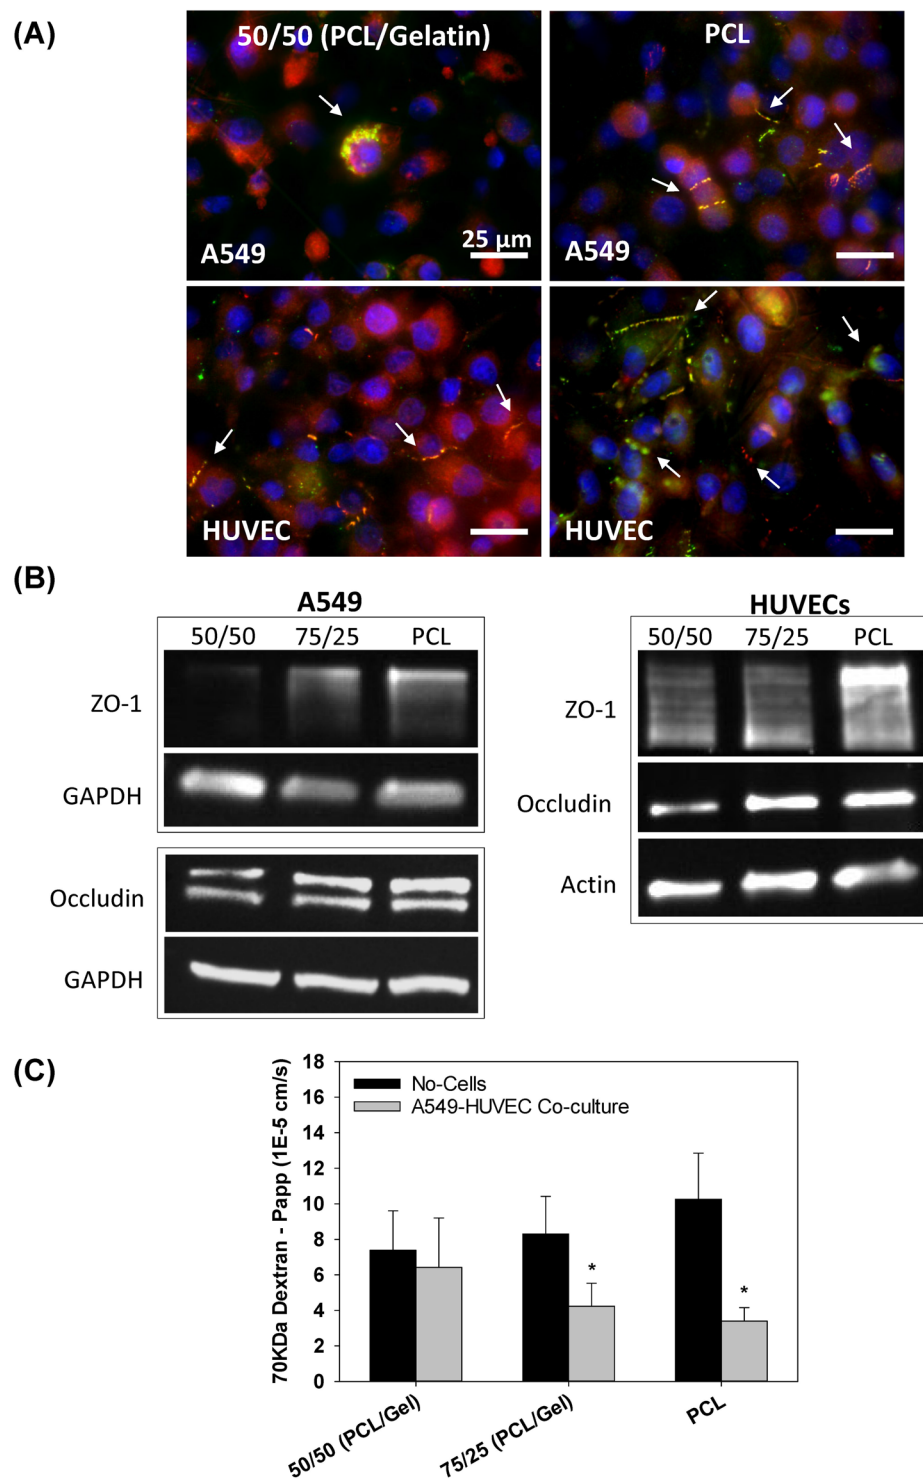 (A)
50/50 (PCL/Gelatin)
PCL
A549
25 µm
A549
HUVEC
HUVEC
(B)
A549
50/50 75/25 PCL
ZO-1
GAPDH
Occludin
GAPDH
HUVECs
50/50 75/25 PCL
ZO-1
Occludin
Actin
(C)
70KDa Dextran - Papp (1E-5 cm/s)
18
16
14
12
10
8
6
4
2
0
No-Cells
A549-HUVEC Co-culture
*
*
50/50 (PCL/Gel)
75/25 (PCL/Gel)
PCL